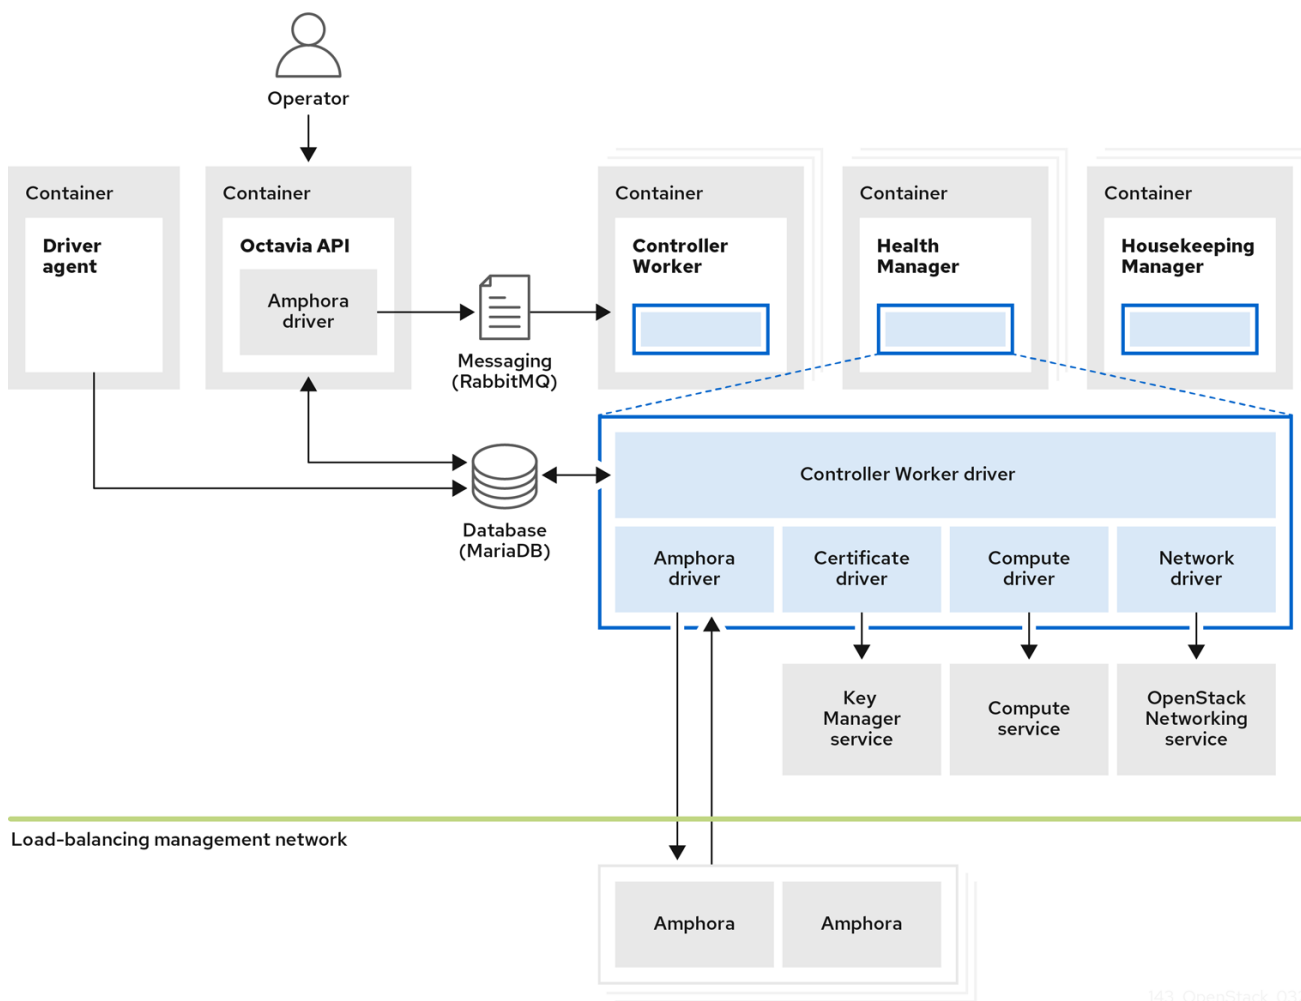 Operator
Container
Driver
agent
Container
Octavia API
Amphora
driver
Messaging
(RabbitMQ)
Container
Controller
Worker
Container
Health
Manager
Container
Housekeeping
Manager
Database
(MariaDB)
Controller Worker driver
Amphora
driver
Certificate
driver
Compute
driver
Network
driver
Key
Manager
service
Compute
service
OpenStack
Networking
service
Load-balancing management network
Amphora
Amphora
143_OpenStack